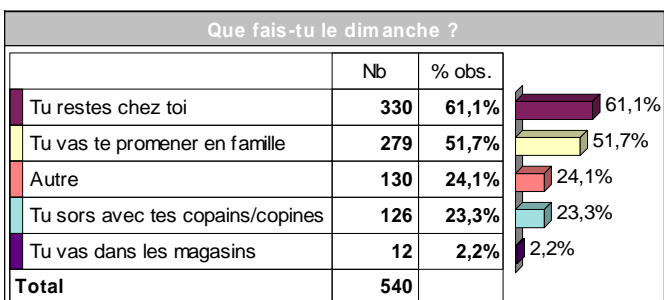 Que fais-tu le dimanche ?
Nb % obs.
Tu restes chez toi 330 61,1% 61,1%
Tu vas te promener en famille 279 51,7% 51,7%
Autre 130 24,1% 24,1%
Tu sors avec tes copains/copines 126 23,3% 23,3%
Tu vas dans les magasins 12 2,2% 2,2%
Total 540